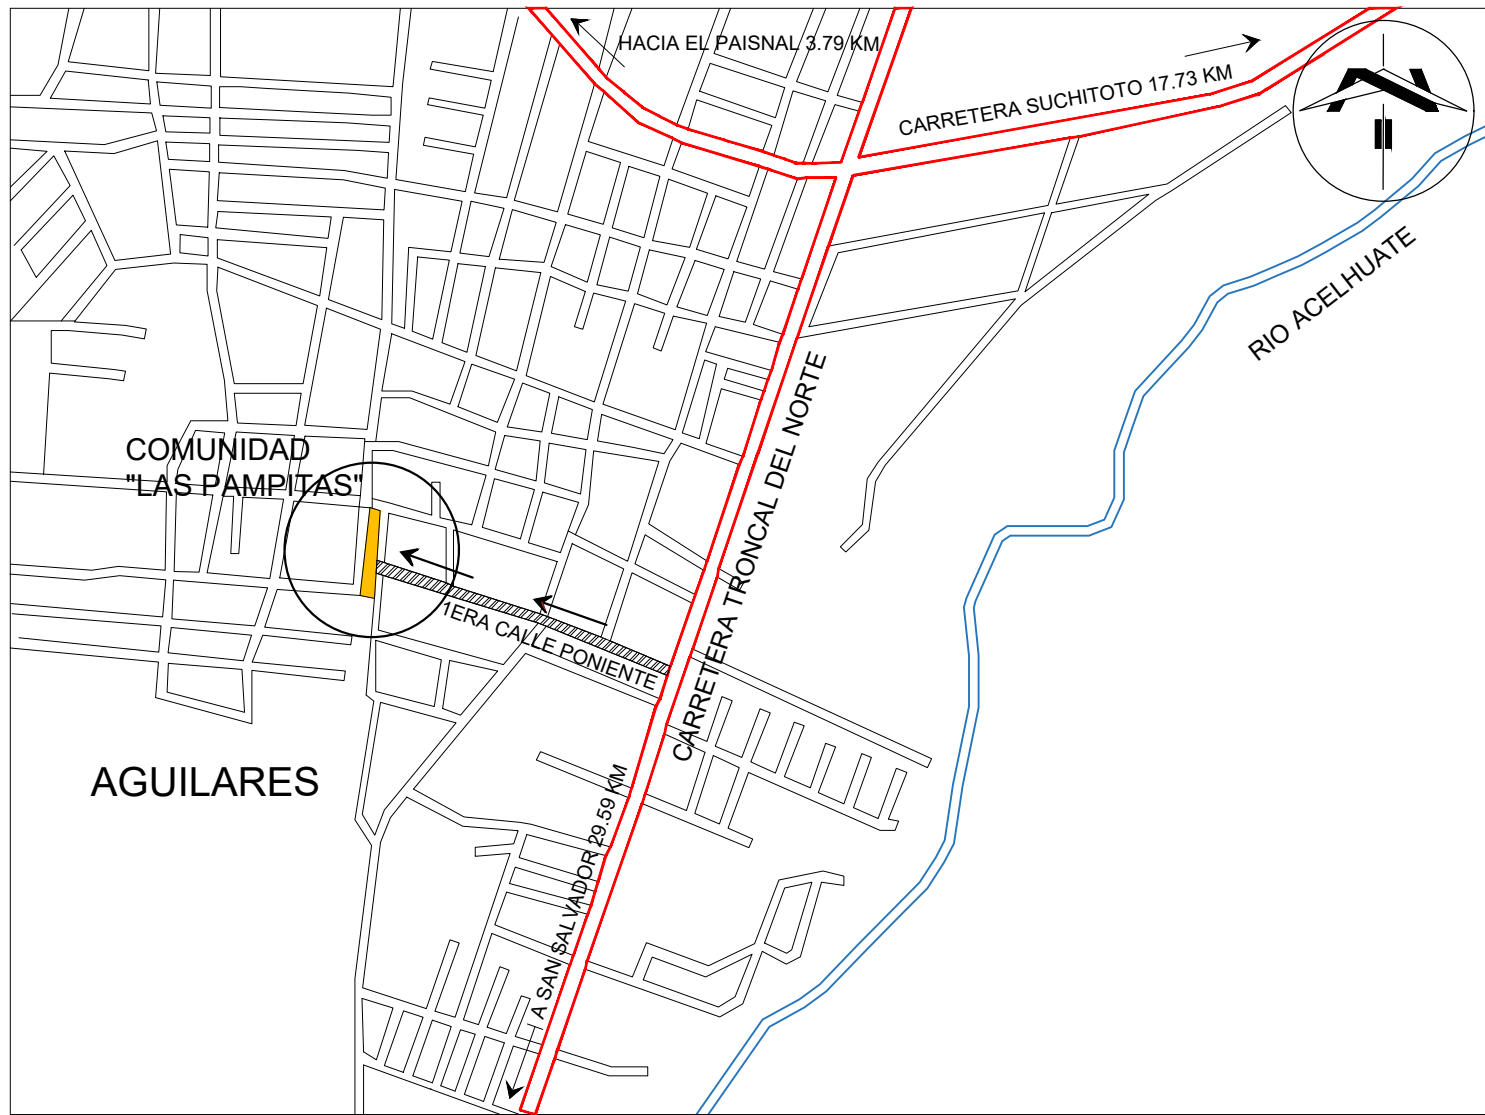 HACIA EL PAISNAL 3.79 KM
CARRETERA SUCHITOTO 17.73 KM
RIO ACELHUATE
CARRETERA TRONCAL DEL NORTE
COMUNIDAD
"LAS PAMPITAS"
1ERA CALLE PONIENTE
AGUILARES
A SAN SALVADOR 29.59 KM